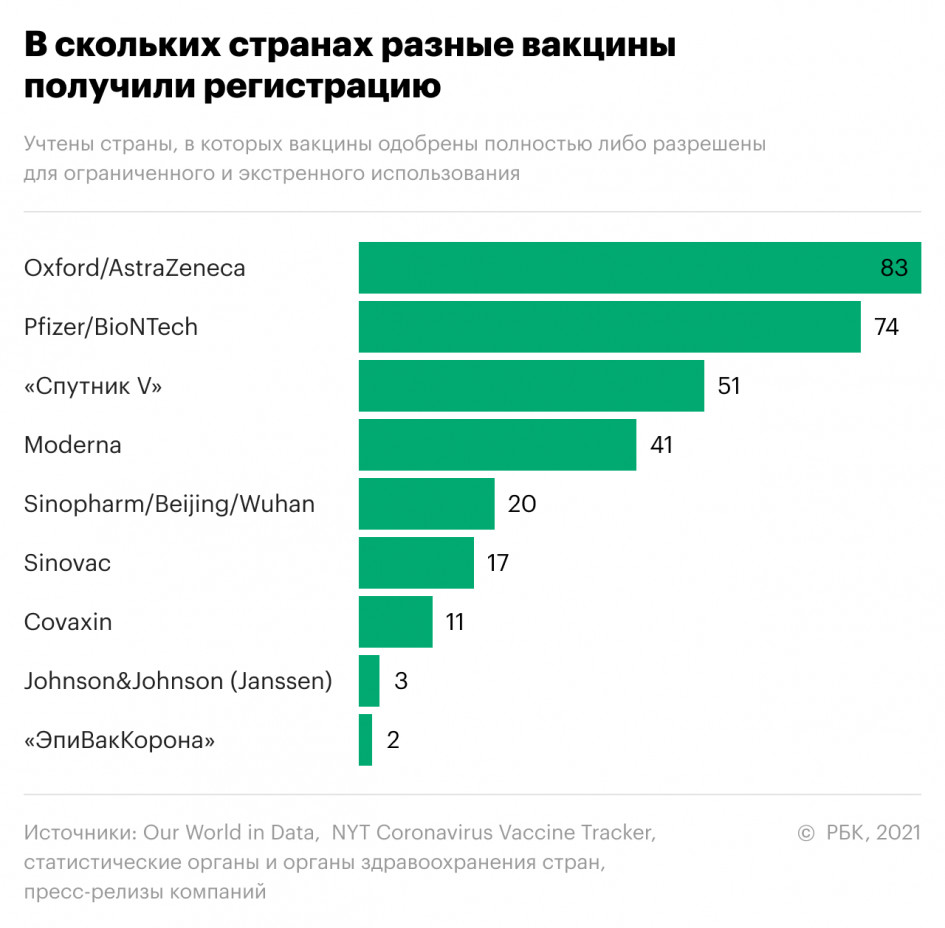 В скольких странах разные вакцины
получили регистрацию
Учтены страны, в которых вакцины одобрены полностью либо разрешены
для ограниченного и экстренного использования
Oxford/AstraZeneca 83
Pfizer/BioNTech 74
«Спутник V» 51
Moderna 41
Sinopharm/Beijing/Wuhan 20
Sinovac 17
Covaxin 11
Johnson&Johnson (Janssen) 3
«ЭпиВакКорона» 2
Источники: Our World in Data, NYT Coronavirus Vaccine Tracker, © РБК, 2021
статистические органы и органы здравоохранения стран,
пресс-релизы компаний